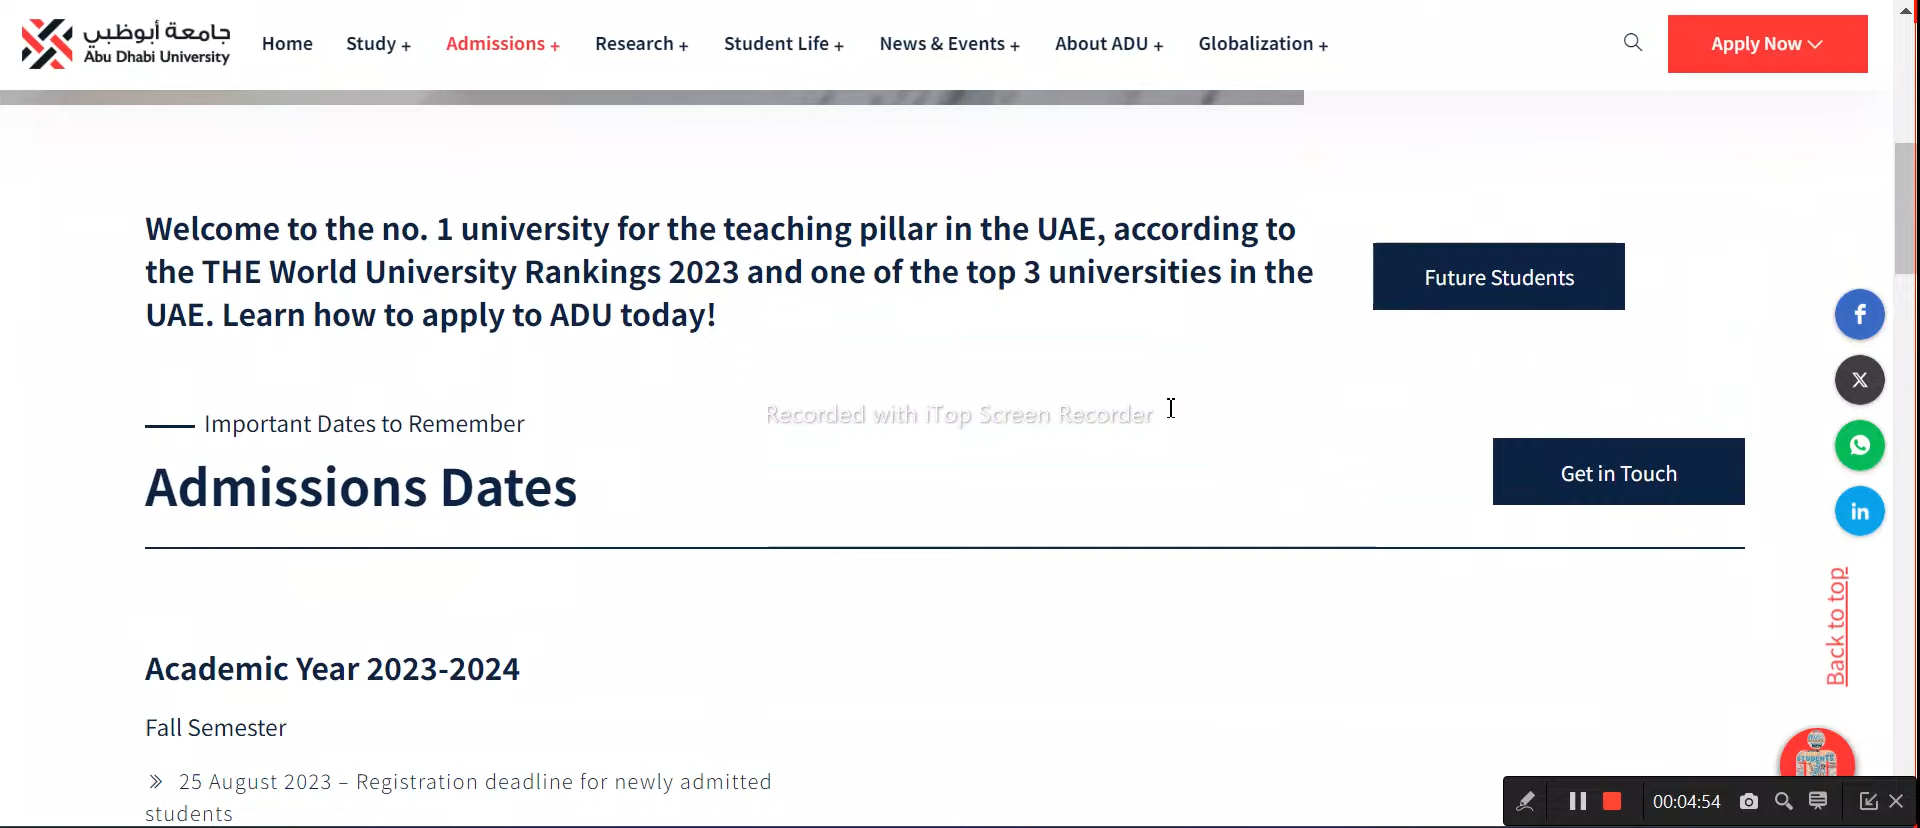 جامعة أبوظبي
Abu Dhabi University
Home Study + Admissions + Research + Student Life + News & Events + About ADU + Globalization + Apply Now
Welcome to the no. 1 university for the teaching pillar in the UAE, according to
the THE World University Rankings 2023 and one of the top 3 universities in the
UAE. Learn how to apply to ADU today!
Future Students
Important Dates to Remember
Recorded with iTop Screen Recorder
Admissions Dates
Get in Touch
Back to top
Academic Year 2023-2024
Fall Semester
» 25 August 2023 – Registration deadline for newly admitted
students
STUDENTS
00:04:54